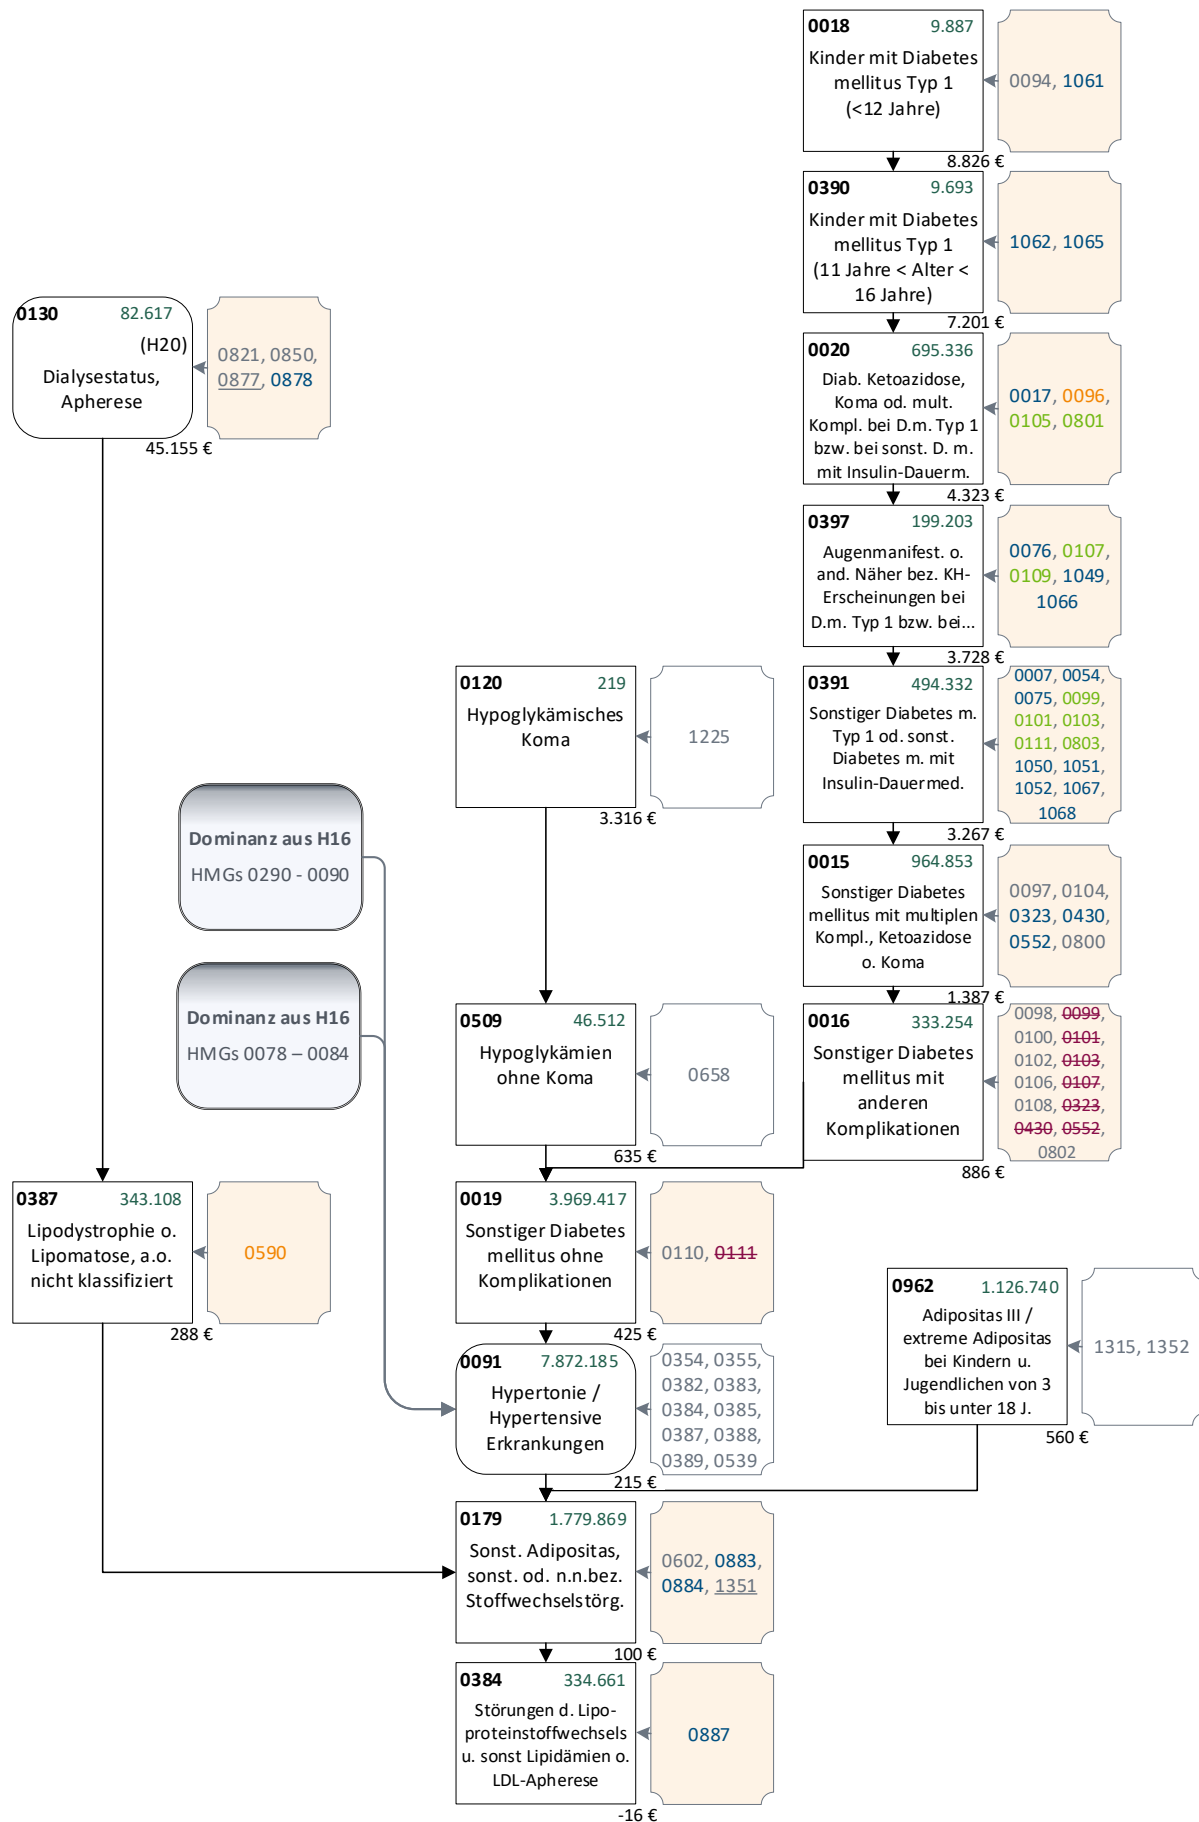 0018 9.887
Kinder mit Diabetes
mellitus Typ 1
(<12 Jahre)
0094, 1061
8.826 €
0390 9.693
Kinder mit Diabetes
mellitus Typ 1
(11 Jahre < Alter <
16 Jahre)
1062, 1065
7.201 €
0130 82.617
(H20)
Dialysestatus,
Apherese
0821, 0850,
0877, 0878
45.155 €
0020 695.336
Diab. Ketoazidose,
Koma od. mult.
Kompl. bei D.m. Typ 1
bzw. bei sonst. D. m.
mit Insulin-Dauerm.
0017, 0096,
0105, 0801
4.323 €
0397 199.203
Augenmanifest. o.
and. Näher bez. KH-
Erscheinungen bei
D.m. Typ 1 bzw. bei...
0076, 0107,
0109, 1049,
1066
3.728 €
0120 219
Hypoglykämisches
Koma
1225
3.316 €
0391 494.332
Sonstiger Diabetes m.
Typ 1 od. sonst.
Diabetes m. mit
Insulin-Dauermed.
0007, 0054,
0075, 0099,
0101, 0103,
0111, 0803,
1050, 1051,
1052, 1067,
1068
3.267 €
Dominanz aus H16
HMGs 0290 - 0090
0015 964.853
Sonstiger Diabetes
mellitus mit multiplen
Kompl., Ketoazidose
o. Koma
0097, 0104,
0323, 0430,
0552, 0800
1.387 €
Dominanz aus H16
HMGs 0078 – 0084
0509 46.512
Hypoglykämien
ohne Koma
0658
635 €
0016 333.254
Sonstiger Diabetes
mellitus mit
anderen
Komplikationen
0098, 0099,
0100, 0101,
0102, 0103,
0106, 0107,
0108, 0323,
0430, 0552,
0802
886 €
0387 343.108
Lipodystrophie o.
Lipomatose, a.o.
nicht klassifiziert
0590
288 €
0019 3.969.417
Sonstiger Diabetes
mellitus ohne
Komplikationen
0110, 0111
425 €
0962 1.126.740
Adipositas III /
extreme Adipositas
bei Kindern u.
Jugendlichen von 3
bis unter 18 J.
1315, 1352
560 €
0091 7.872.185
Hypertonie /
Hypertensive
Erkrankungen
0354, 0355,
0382, 0383,
0384, 0385,
0387, 0388,
0389, 0539
215 €
0179 1.779.869
Sonst. Adipositas,
sonst. od. n.n.bez.
Stoffwechselstörg.
0602, 0883,
0884, 1351
100 €
0384 334.661
Störungen d. Lipo-
proteinstoffwechsels
u. sonst Lipidämien o.
LDL-Apherese
0887
-16 €